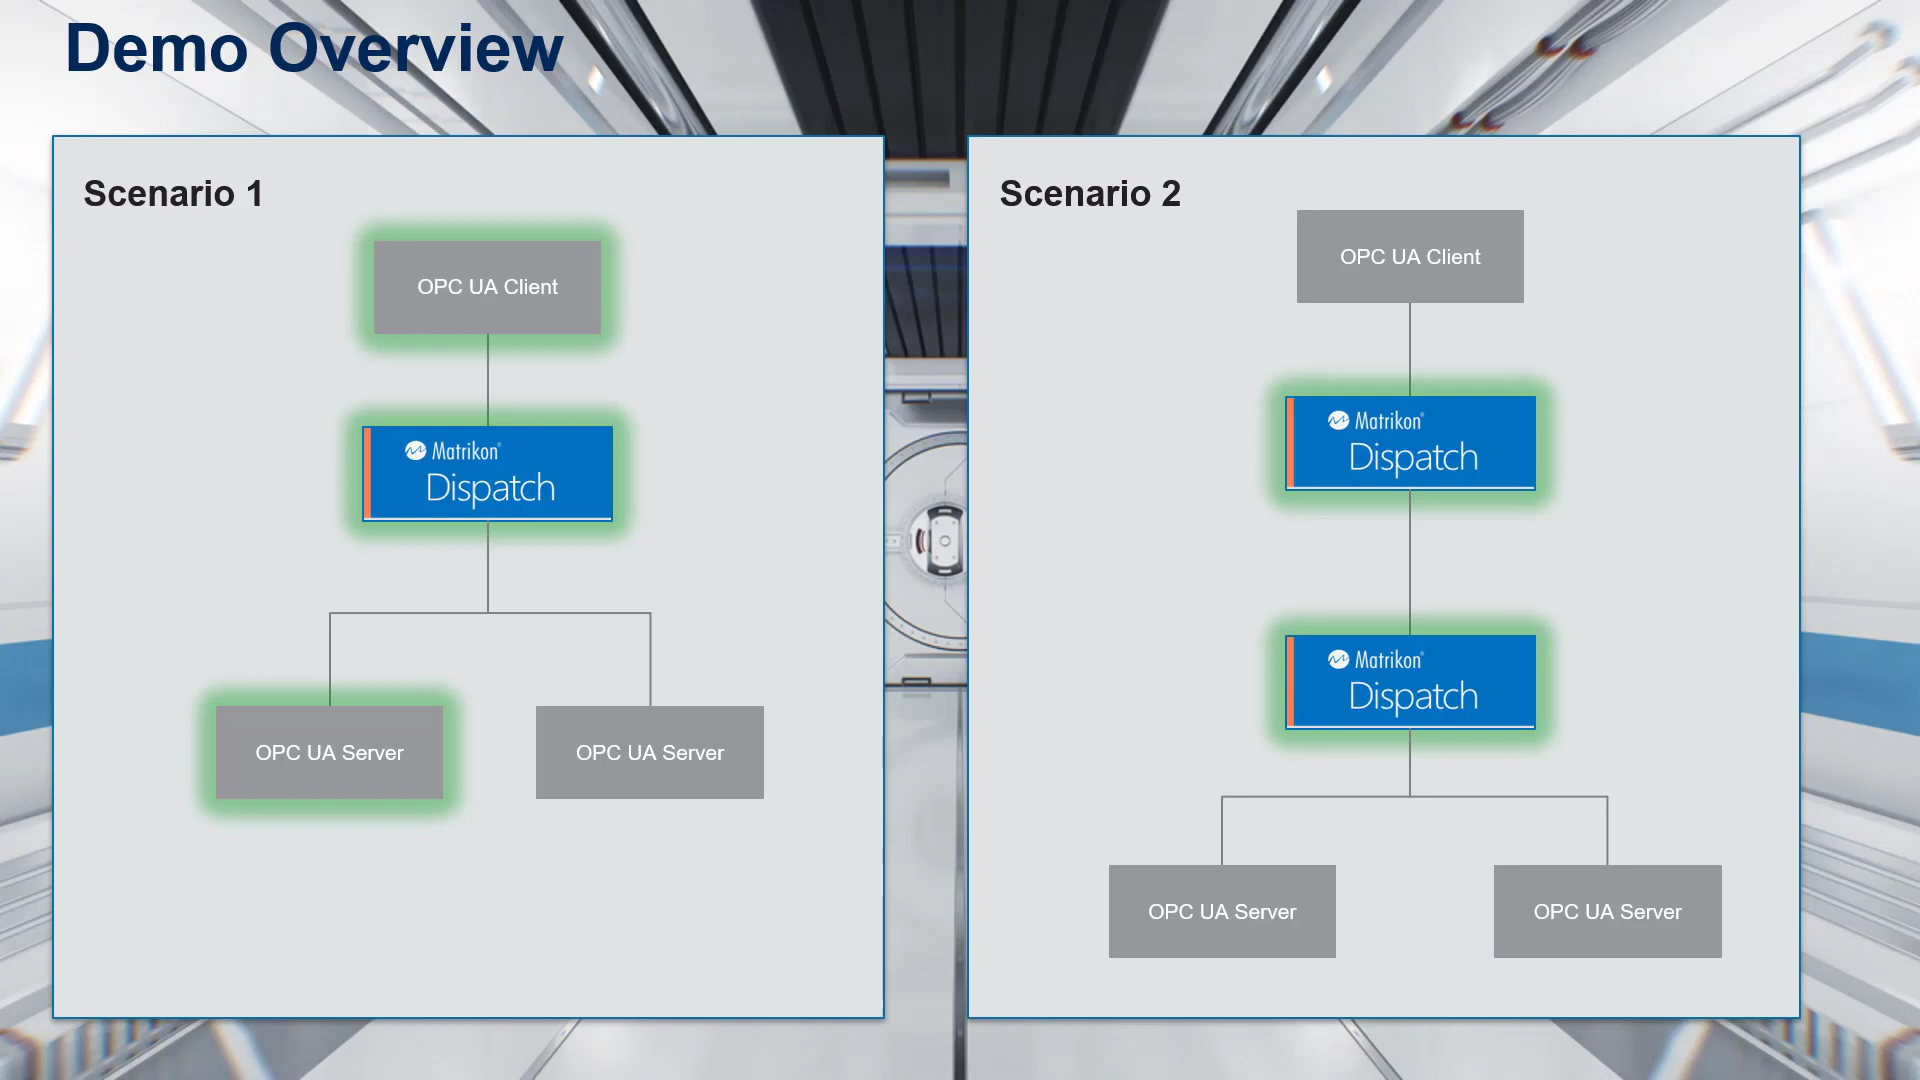 Demo Overview
Scenario 1
OPC UA Client
Matrikon®
Dispatch
OPC UA Server
OPC UA Server
Scenario 2
OPC UA Client
Matrikon®
Dispatch
Matrikon®
Dispatch
OPC UA Server
OPC UA Server